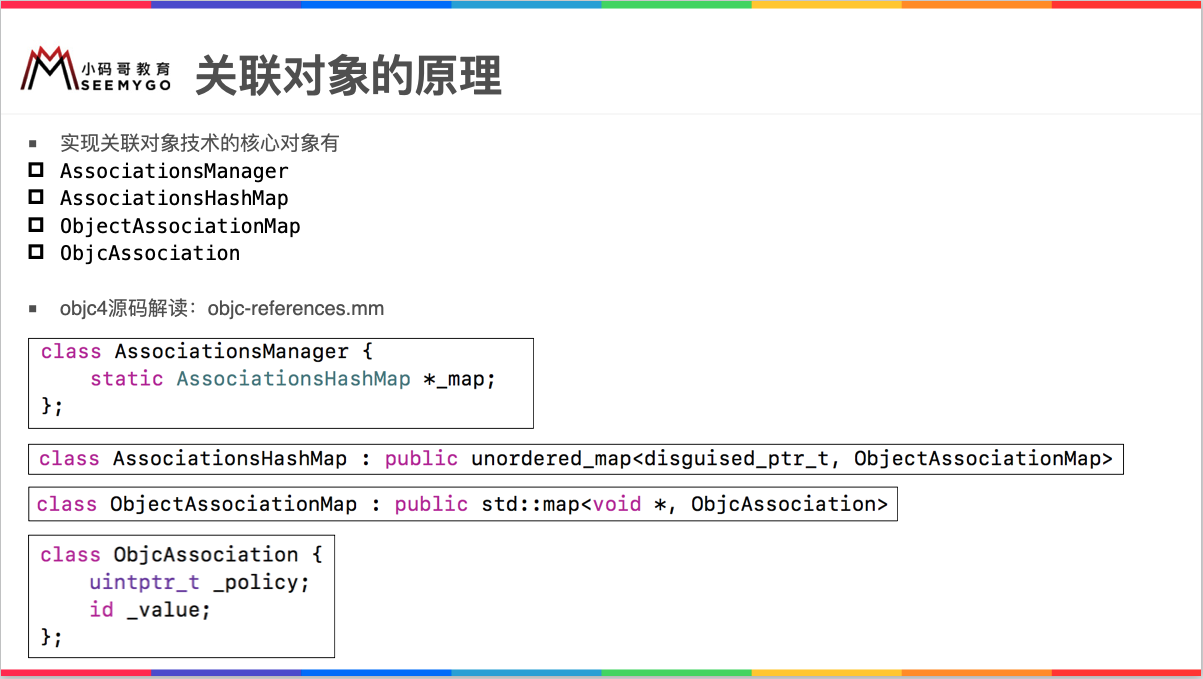 小码哥教育
SEEMYGO
关联对象的原理
▪ 实现关联对象技术的核心对象有
AssociationsManager
AssociationsHashMap
ObjectAssociationMap
ObjcAssociation
▪ objc4源码解读：objc-references.mm
class AssociationsManager {
    static AssociationsHashMap *_map;
};
class AssociationsHashMap : public unordered_map<disguised_ptr_t, ObjectAssociationMap>
class ObjectAssociationMap : public std::map<void *, ObjcAssociation>
class ObjcAssociation {
    uintptr_t _policy;
    id _value;
};